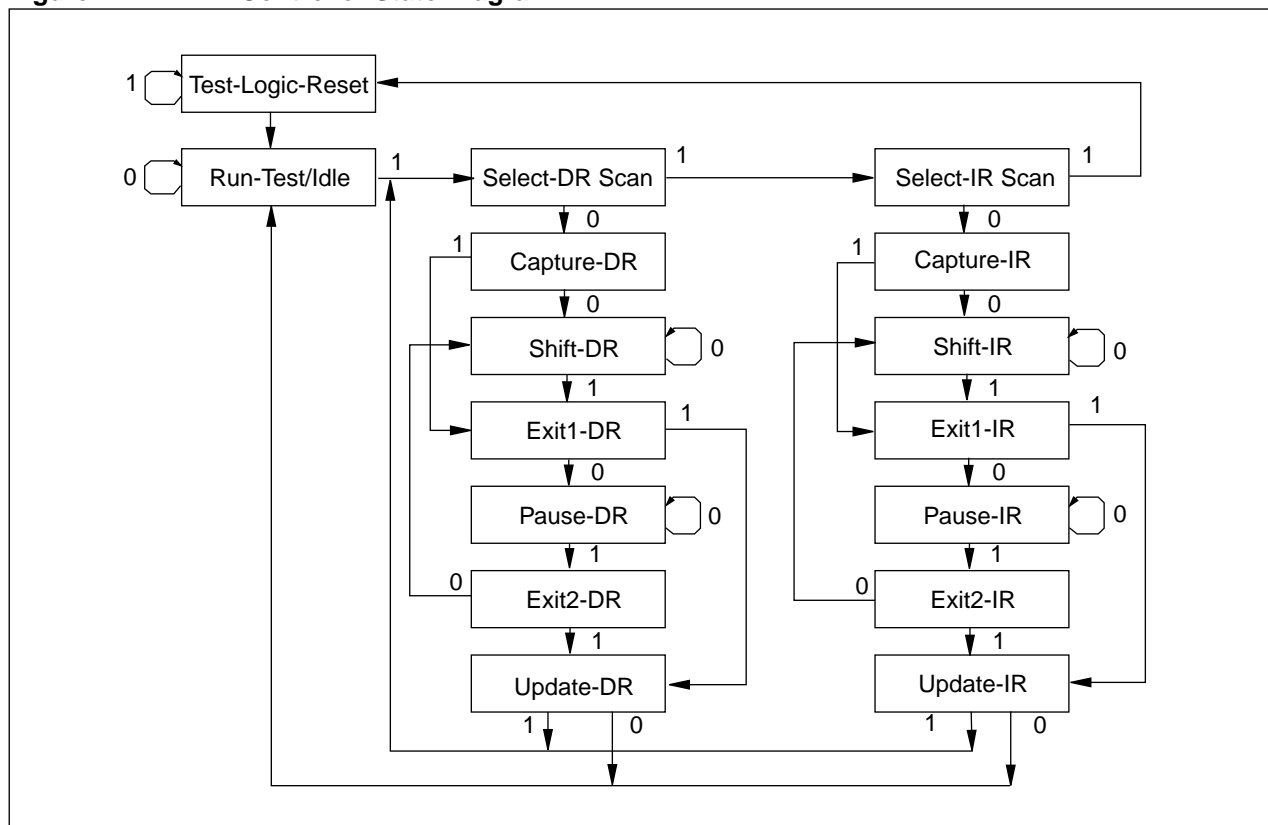 1
Test-Logic-Reset
0
Run-Test/Idle
1
Select-DR Scan
1
Select-IR Scan
1
0
0
1
Capture-DR
1
Capture-IR
0
0
Shift-DR
0
Shift-IR
0
1
1
Exit1-DR
1
Exit1-IR
1
0
0
Pause-DR
0
Pause-IR
0
1
1
0
Exit2-DR
0
Exit2-IR
1
1
Update-DR
Update-IR
1
0
1
0